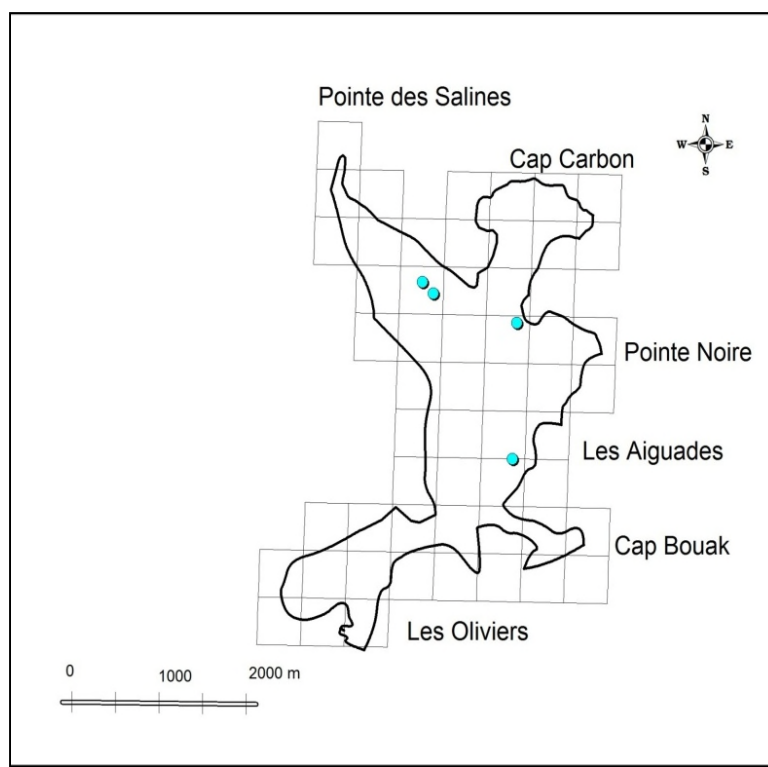 Pointe des Salines
Cap Carbon
N
W E
S
Pointe Noire
Les Aiguades
Cap Bouak
Les Oliviers
0 1000 2000 m